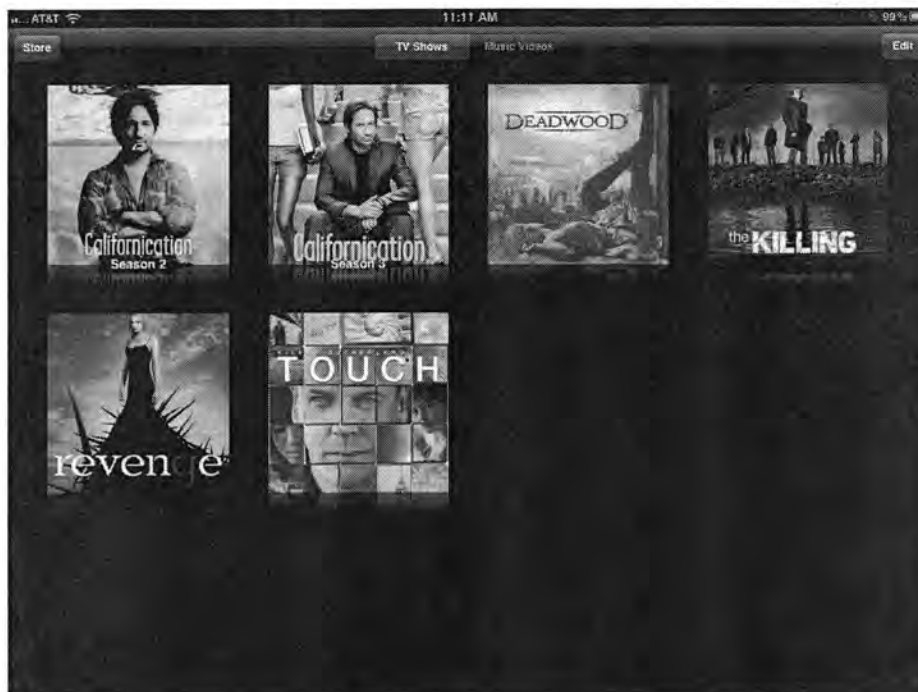 AT&T 11:11 AM 99%
Store TV Shows Music Videos Edit
DEADWOOD
Californication
Season 2
Californication
Season 3
the KILLING
TOUCH
revenge